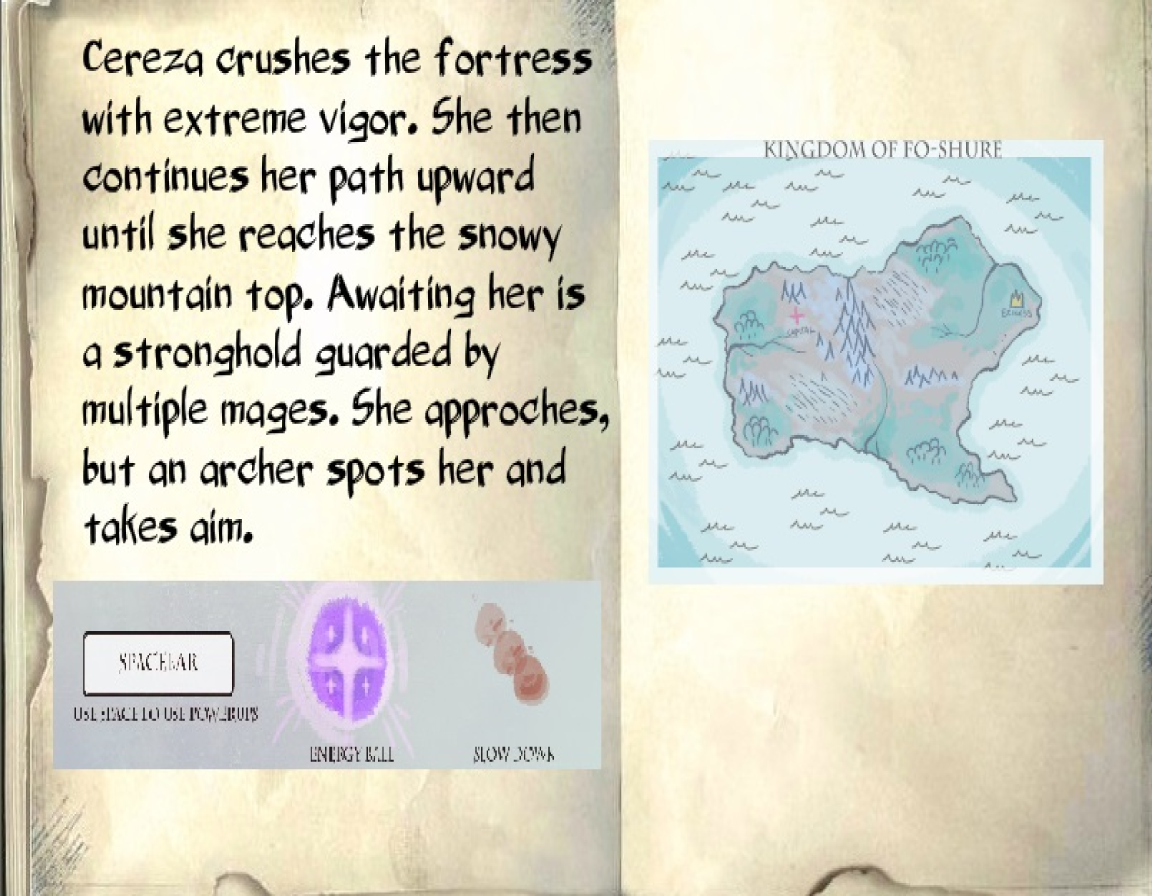 Cereza crushes the fortress
with extreme vigor. She then
continues her path upward
until she reaches the snowy
mountain top. Awaiting her is
a stronghold guarded by
multiple mages. She approches,
but an archer spots her and
takes aim.
SPACEBAR
USE SPACE TO USE POWERUPS
ENERGY BALL
SLOW DOWN
KINGDOM OF FO-SHURE
CAPITAL